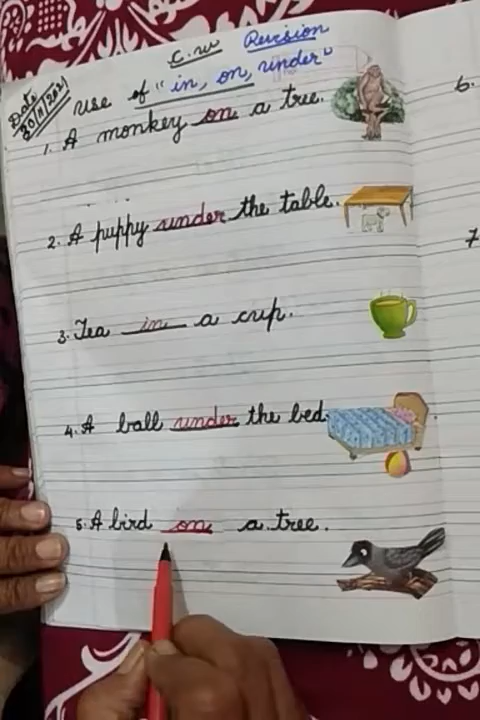 C.W Revision
Date
30/11/2021
use of "in, on, under"
1. A monkey on a tree.
2. A puppy under the table.
3. Tea in a cup.
4. A ball under the bed.
5. A bird on a tree.
6.
7